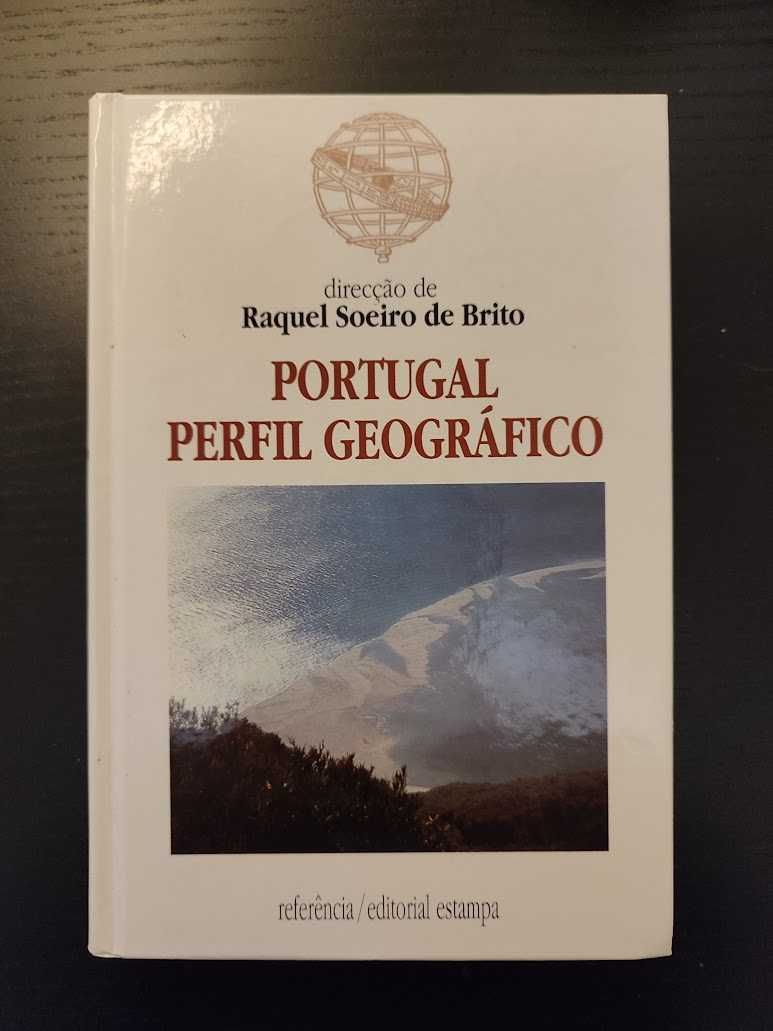 direcção de
Raquel Soeiro de Brito
PORTUGAL
PERFIL GEOGRÁFICO
referência/editorial estampa